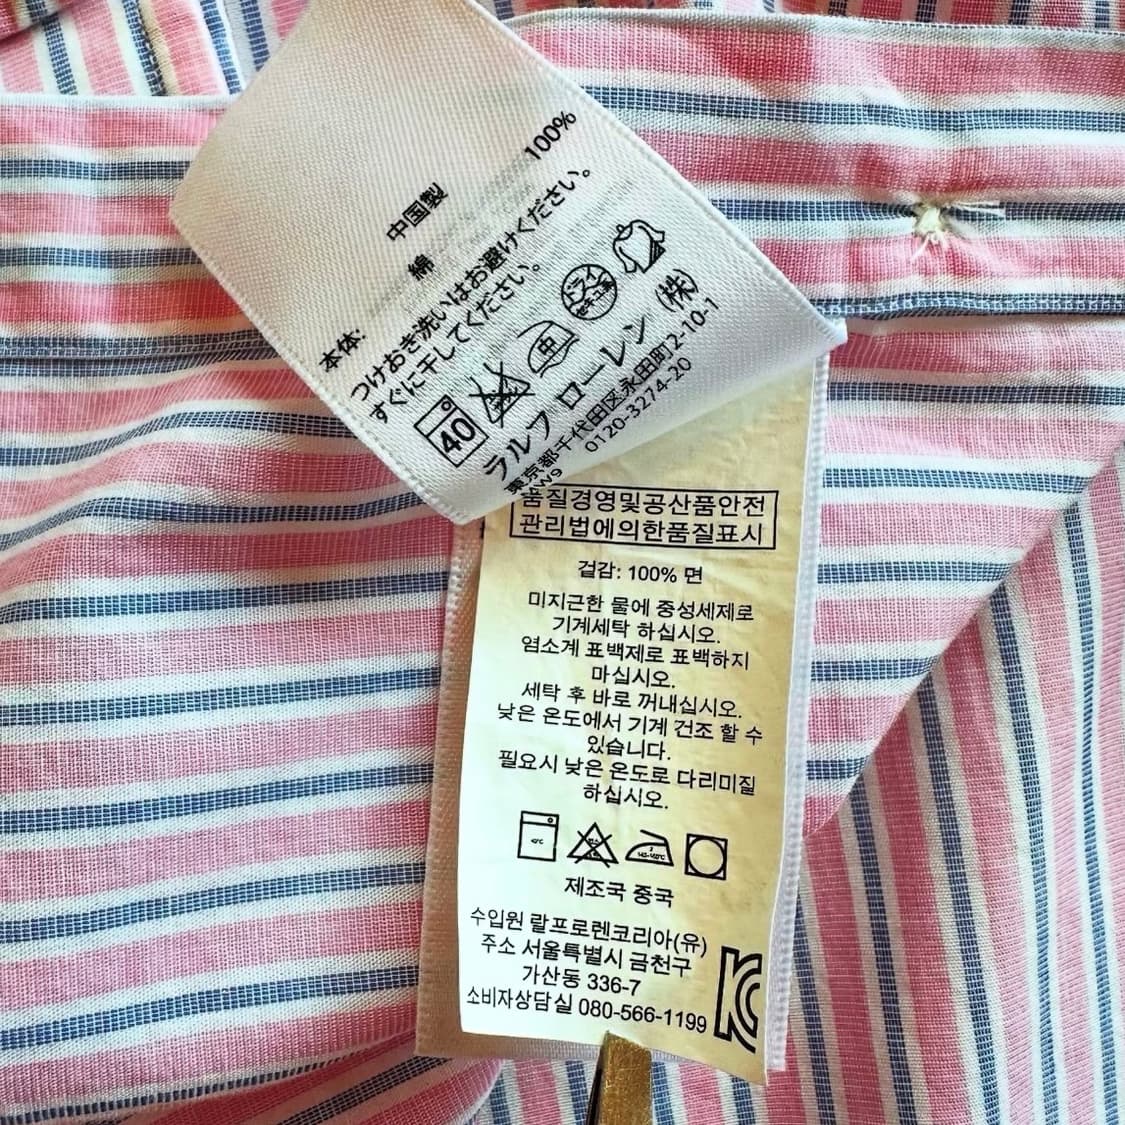 中国製
本体: 綿 100%
つけおき洗いはお避けください。
すぐに干してください。
40 中 ドライ セキユ系
ラルフ ローレン (株)
東京都千代田区永田町2-10-1
0120-3274-20
품질경영및공산품안전
관리법에의한품질표시
겉감: 100% 면
미지근한 물에 중성세제로
기계세탁 하십시오.
염소계 표백제로 표백하지
마십시오.
세탁 후 바로 꺼내십시오.
낮은 온도에서 기계 건조 할 수
있습니다.
필요시 낮은 온도로 다리미질
하십시오.
제조국 중국
수입원 랄프로렌코리아(유)
주소 서울특별시 금천구
가산동 336-7
소비자상담실 080-566-1199